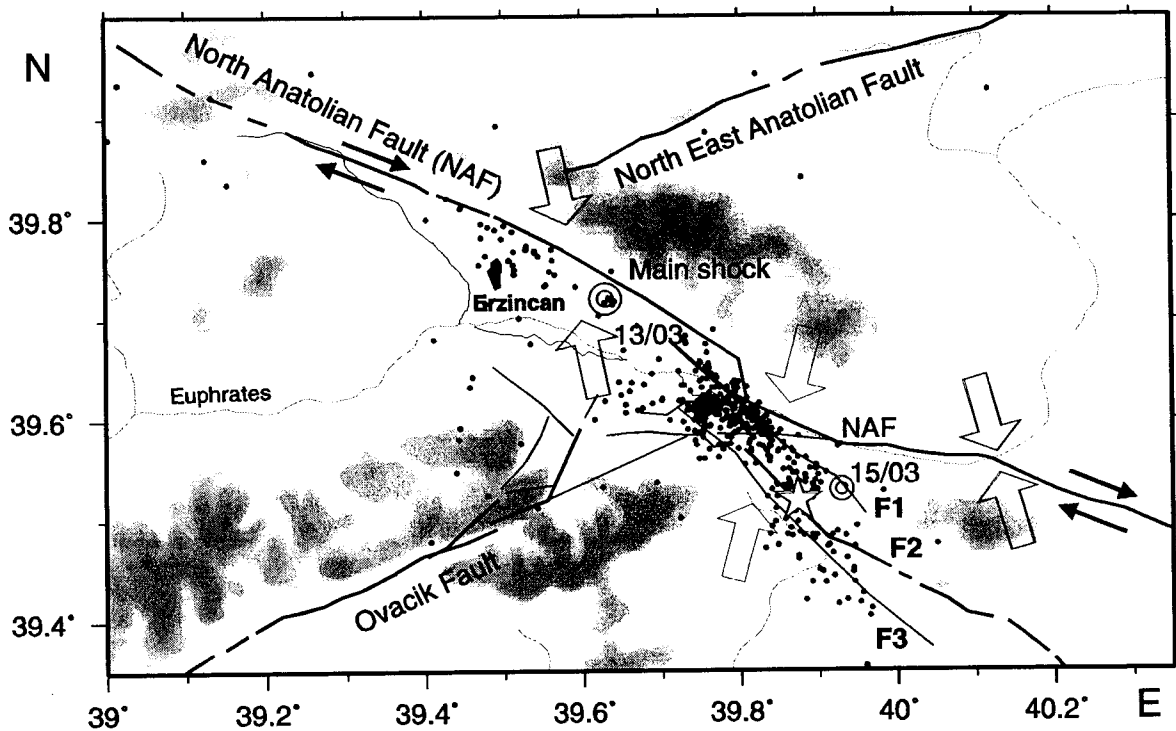 N
North Anatolian Fault (NAF)
North East Anatolian Fault
39.8°
Main shock
Erzincan
13/03
Euphrates
39.6°
NAF
15/03
F1
F2
Ovacik Fault
39.4°
F3
39° 39.2° 39.4° 39.6° 39.8° 40° 40.2° E